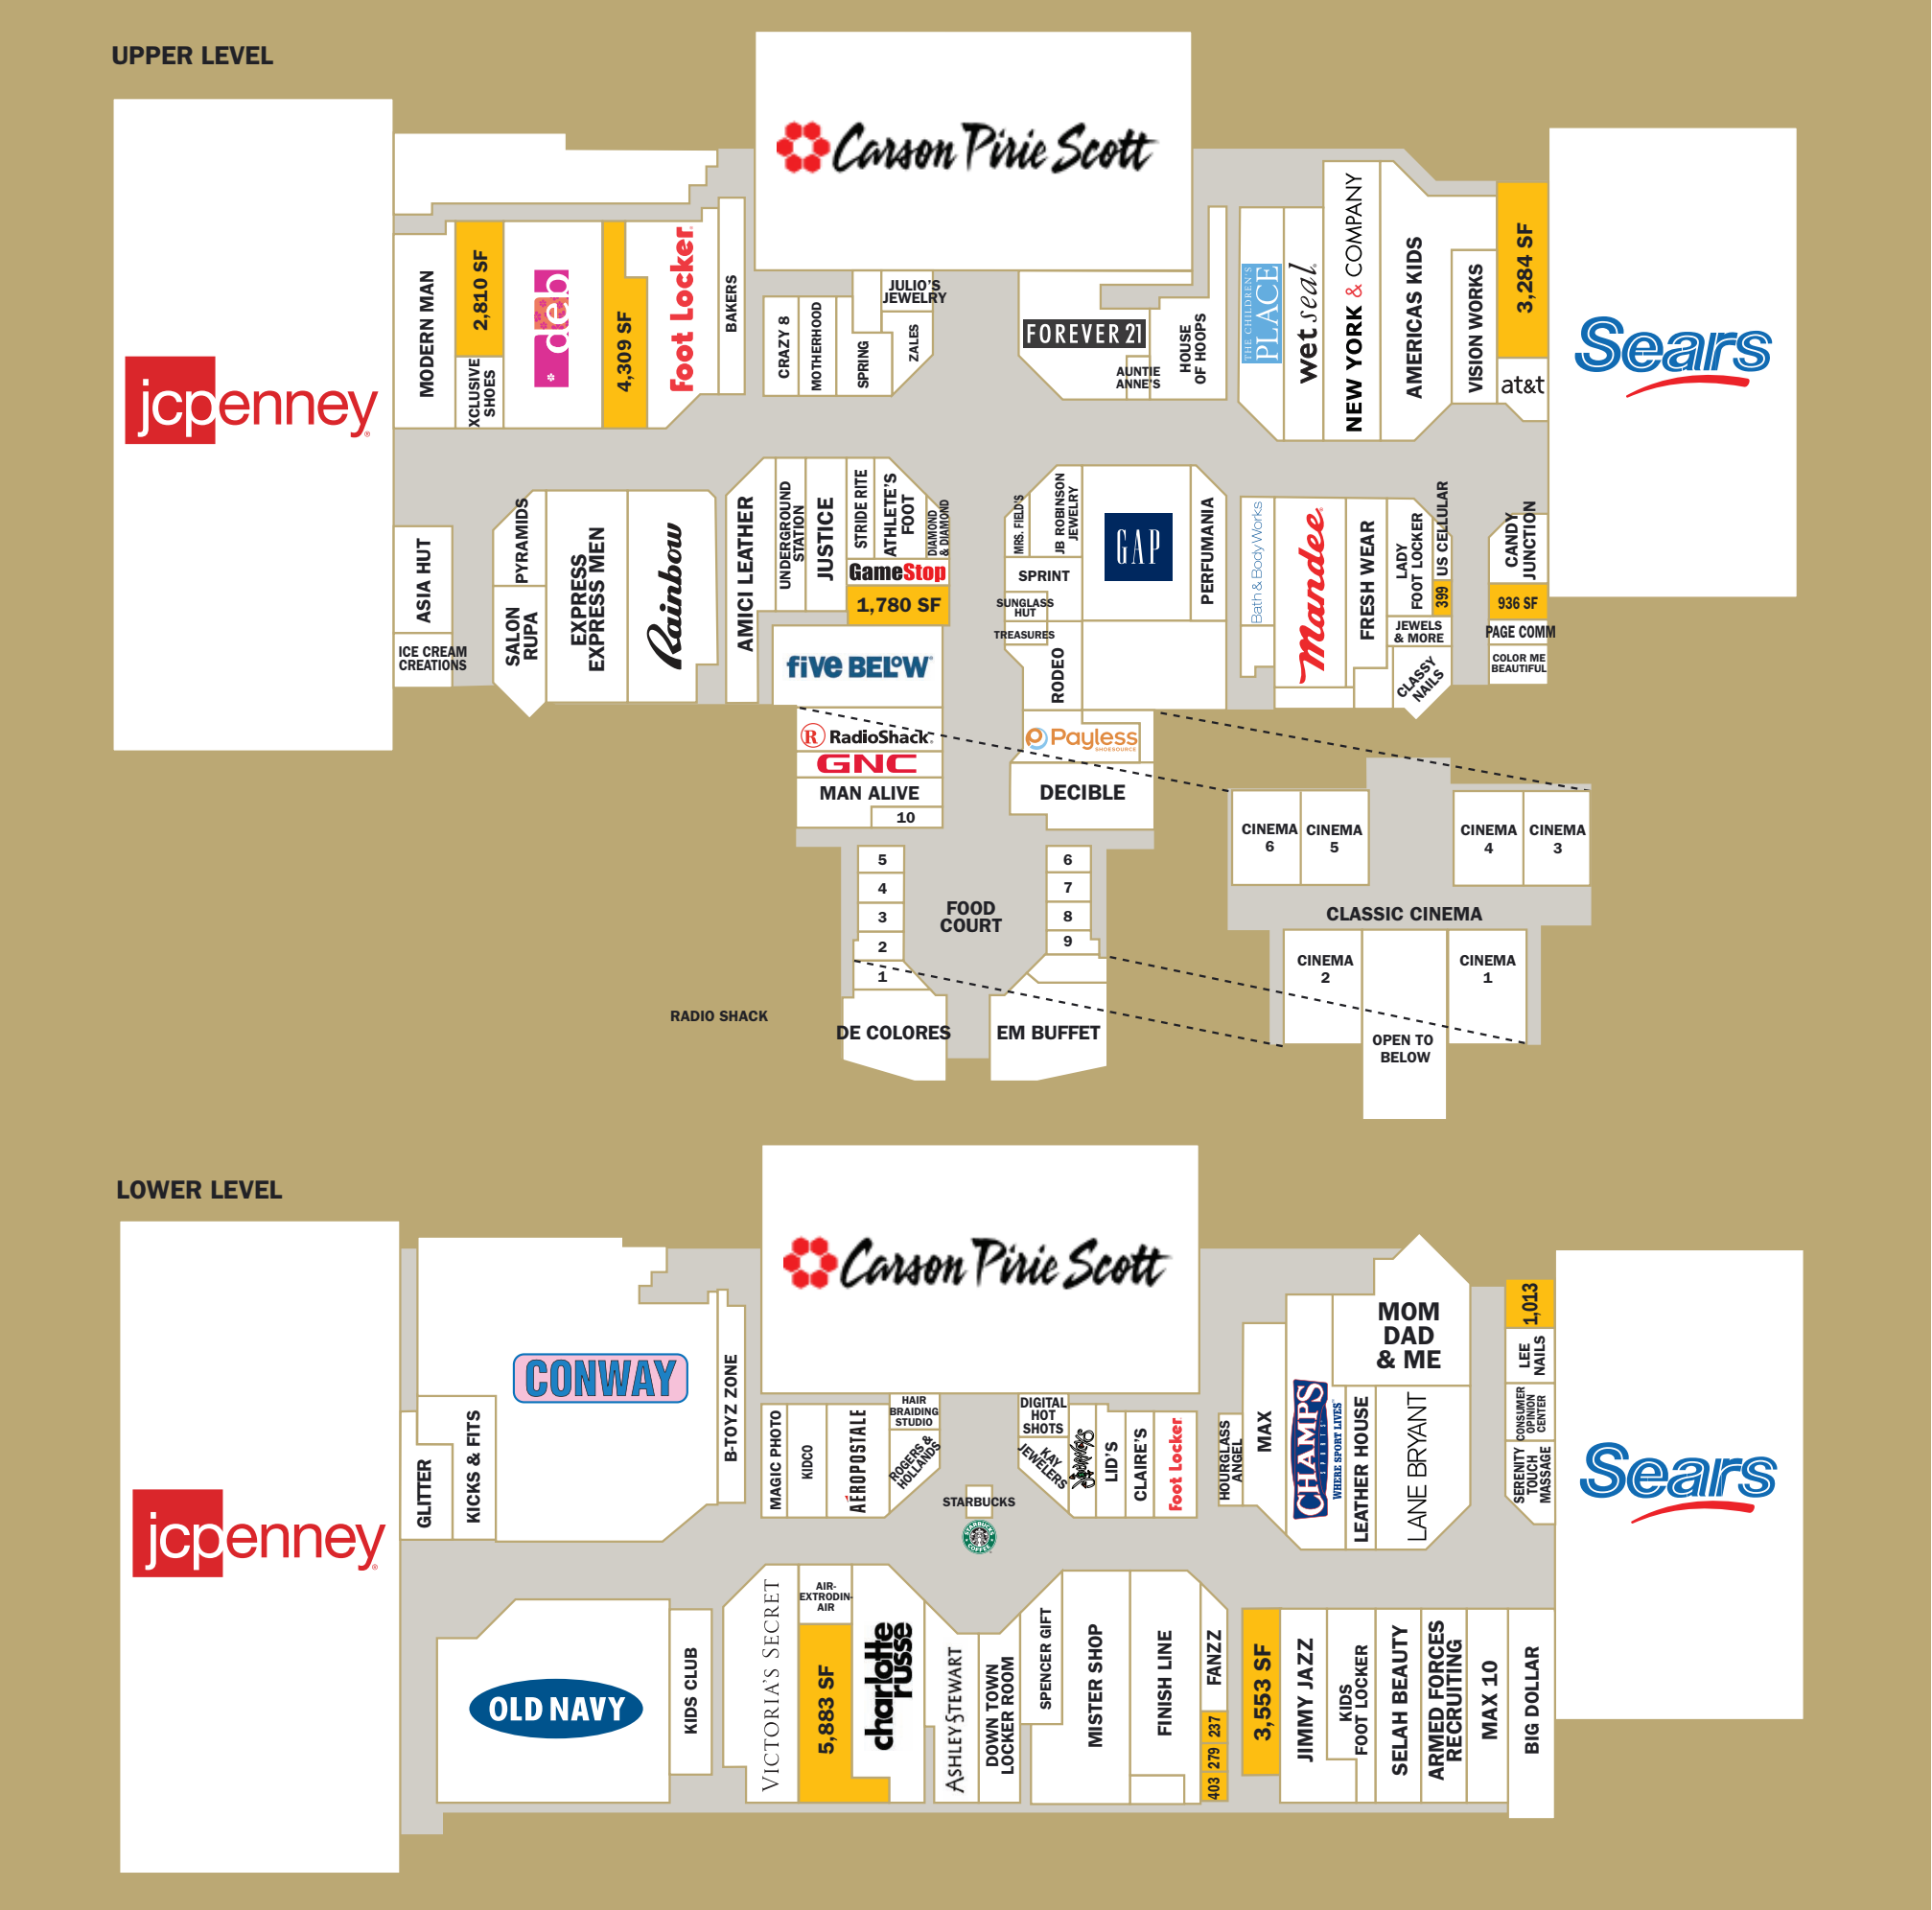 UPPER LEVEL
Carson Pirie Scott
jcpenney
MODERN MAN
2,810 SF
XCLUSIVE
SHOES
deb
4,309 SF
Foot Locker
BAKERS
CRAZY 8
MOTHERHOOD
SPRING
JULIO'S
JEWELRY
ZALES
FOREVER 21
AUNTIE
ANNE'S
HOUSE
OF HOOPS
THE CHILDREN'S
PLACE
wet seal.
NEW YORK & COMPANY
AMERICAS KIDS
VISION WORKS
3,284 SF
at&t
Sears
ASIA HUT
ICE CREAM
CREATIONS
PYRAMIDS
SALON
RUPA
EXPRESS
EXPRESS MEN
Rainbow
AMICI LEATHER
UNDERGROUND
STATION
JUSTICE
STRIDE RITE
ATHLETE'S
FOOT
DIAMOND
& DIAMOND
GameStop
1,780 SF
five BELOW
MRS. FIELD'S
JB ROBINSON
JEWELRY
SPRINT
SUNGLASS
HUT
TREASURES
RODEO
GAP
PERFUMANIA
Bath & Body Works
mandee
FRESH WEAR
LADY
FOOT LOCKER
US CELLULAR
399
JEWELS
& MORE
CLASSY
NAILS
CANDY
JUNCTION
936 SF
PAGE COMM
COLOR ME
BEAUTIFUL
R RadioShack
GNC
MAN ALIVE
10
Payless
SHOESOURCE
DECIBLE
5
4
3
2
1
FOOD
COURT
6
7
8
9
DE COLORES
EM BUFFET
RADIO SHACK
CINEMA
6
CINEMA
5
CINEMA
4
CINEMA
3
CLASSIC CINEMA
CINEMA
2
CINEMA
1
OPEN TO
BELOW
LOWER LEVEL
Carson Pirie Scott
jcpenney
CONWAY
GLITTER
KICKS & FITS
B-TOYZ ZONE
MAGIC PHOTO
KIDCO
AÉROPOSTALE
HAIR
BRAIDING
STUDIO
ROGERS &
HOLLANDS
STARBUCKS
STARBUCKS
COFFEE
DIGITAL
HOT
SHOTS
KAY
JEWELERS
LID'S
CLAIRE'S
Foot Locker
HOURGLASS
ANGEL
MAX
CHAMPS
SPORTS
WHERE SPORT LIVES
MOM
DAD
& ME
LEATHER HOUSE
LANE BRYANT
1,013
LEE
NAILS
CONSUMER
OPINION
CENTER
SERENITY
TOUCH
MASSAGE
Sears
OLD NAVY
KIDS CLUB
VICTORIA'S SECRET
AIR-
EXTRODIN-
AIR
5,883 SF
charlotte
russe
ASHLEY STEWART
DOWN TOWN
LOCKER ROOM
SPENCER GIFT
MISTER SHOP
FINISH LINE
FANZZ
237
279
403
3,553 SF
JIMMY JAZZ
KIDS
FOOT LOCKER
SELAH BEAUTY
ARMED FORCES
RECRUITING
MAX 10
BIG DOLLAR